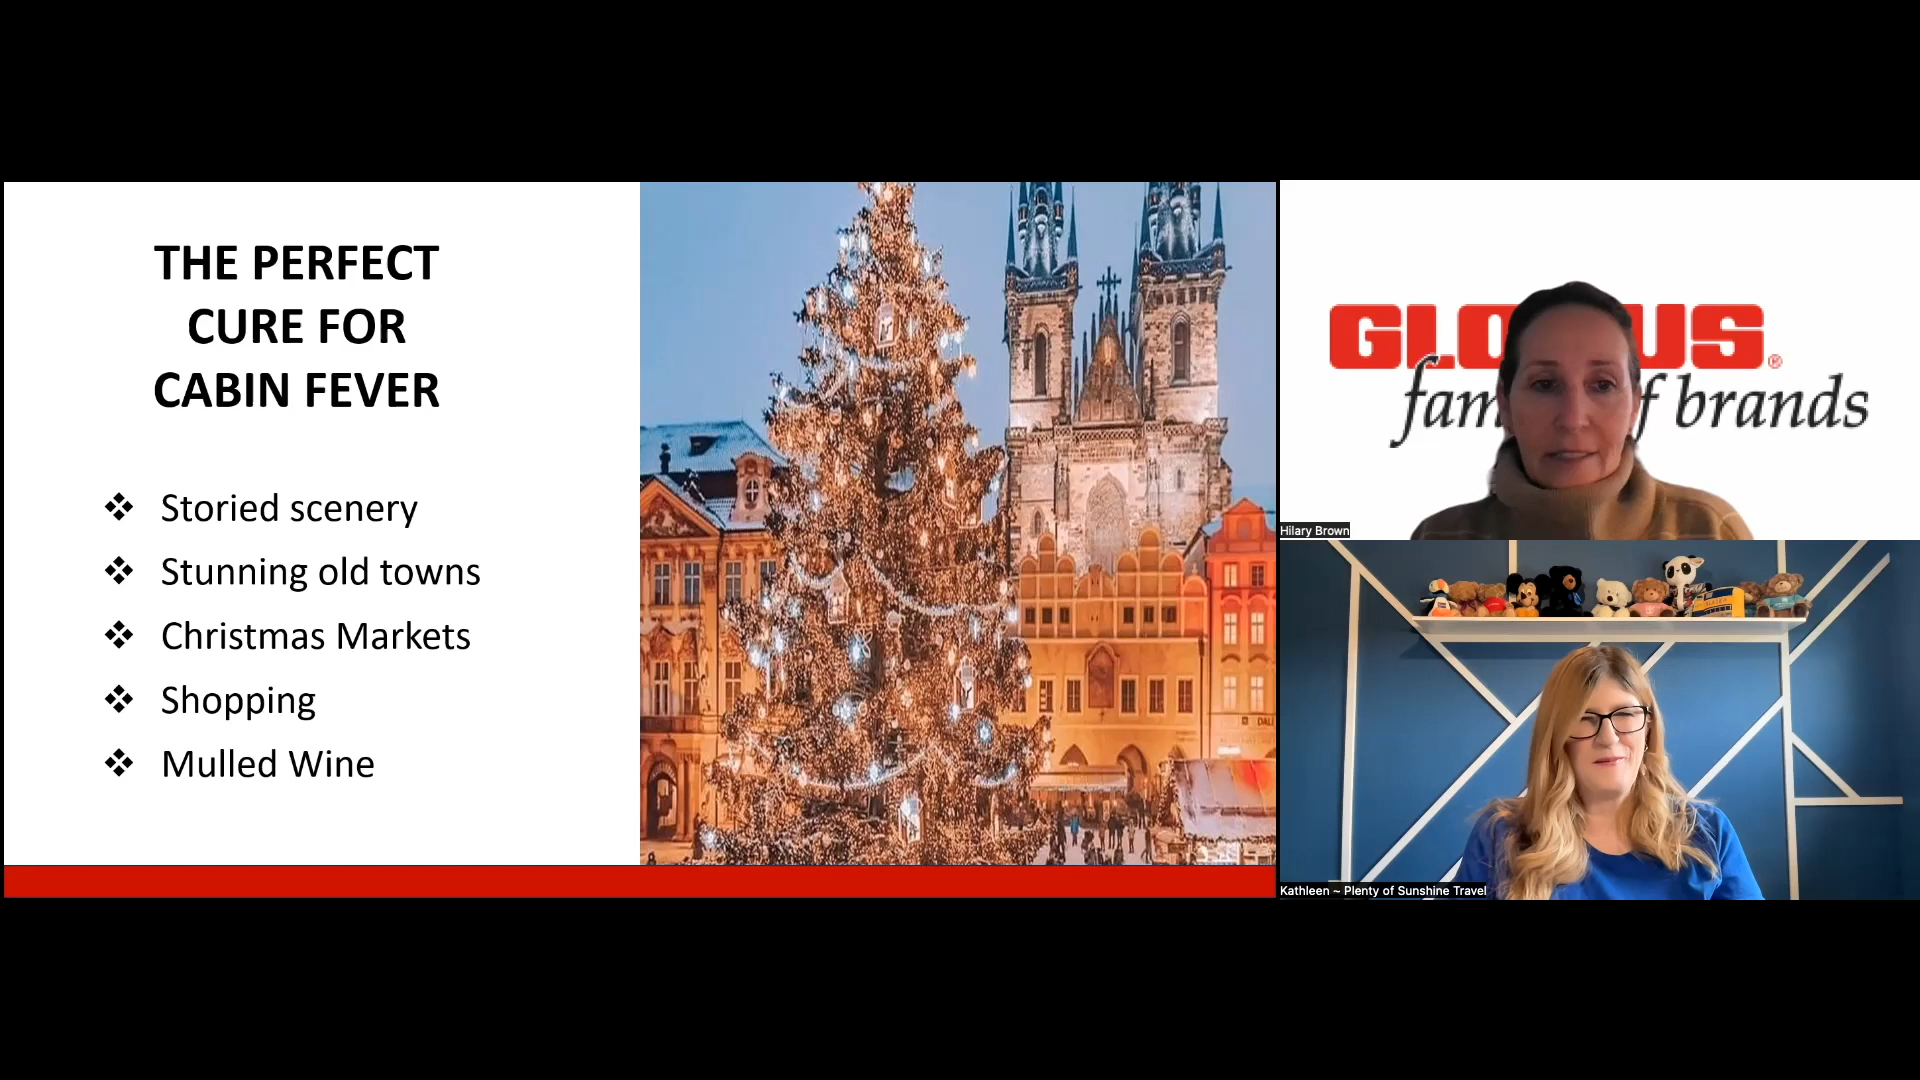 THE PERFECT
CURE FOR
CABIN FEVER
❖ Storied scenery
❖ Stunning old towns
❖ Christmas Markets
❖ Shopping
❖ Mulled Wine
GLO US®
fam f brands
Hilary Brown
Kathleen ~ Plenty of Sunshine Travel